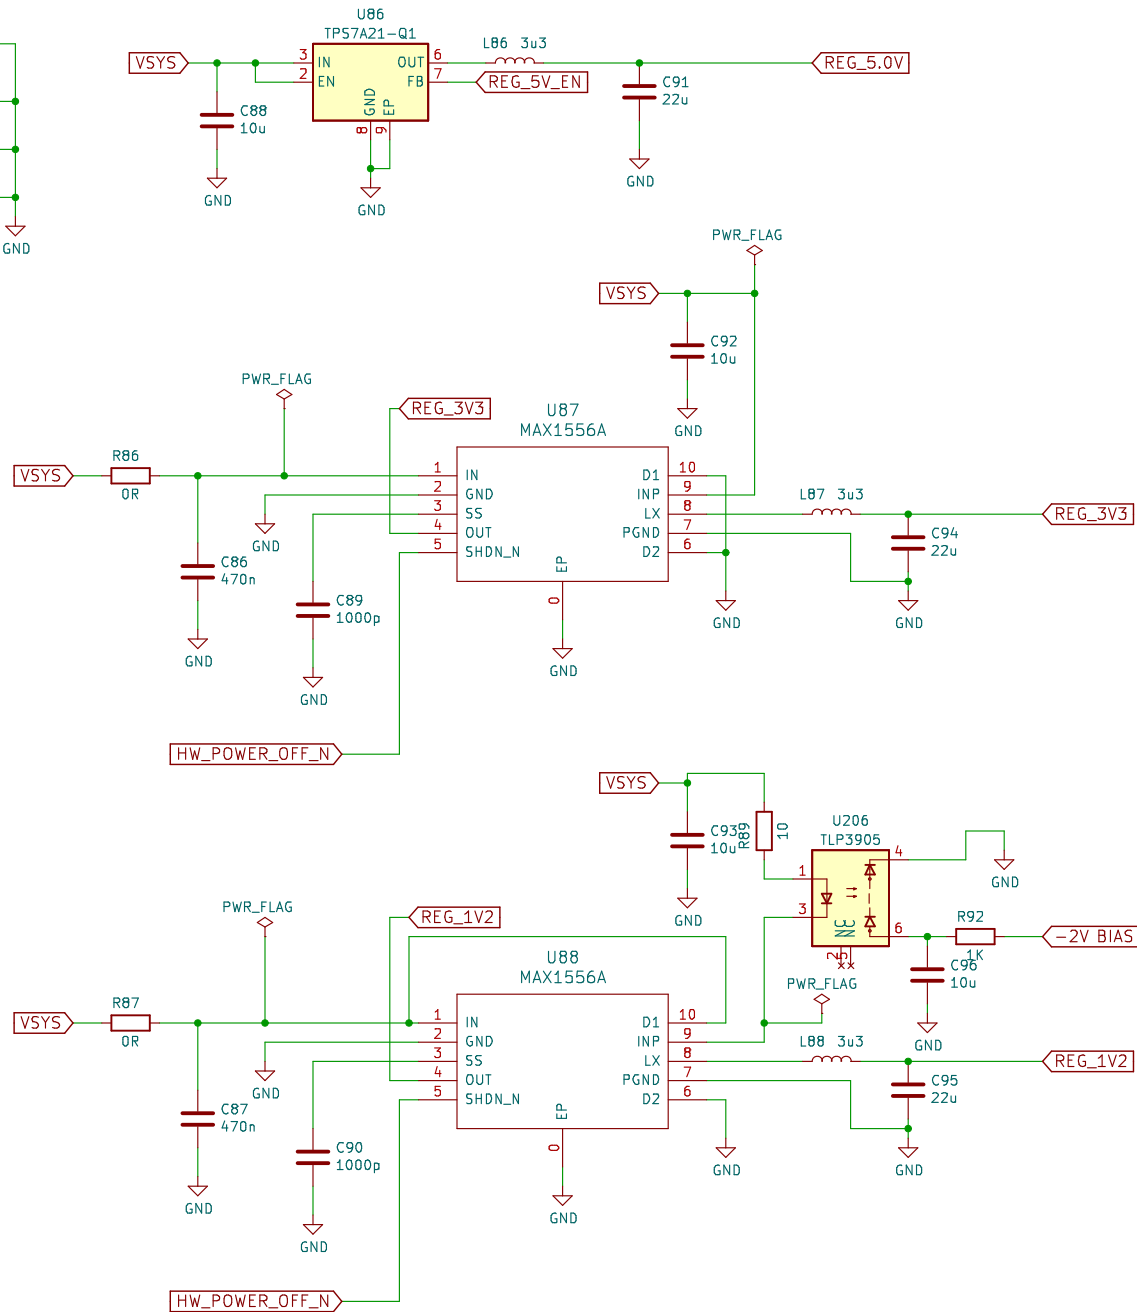 U86
TPS7A21-Q1
VSYS
3
IN
2
EN
OUT
6
FB
7
GND
EP
8
9
L86 3u3
REG_5V_EN
REG_5.0V
C91
22u
C88
10u
GND
GND
GND
GND
PWR_FLAG
VSYS
C92
10u
GND
PWR_FLAG
REG_3V3
U87
MAX1556A
VSYS
R86
0R
1
IN
2
GND
3
SS
4
OUT
5
SHDN_N
D1
10
INP
9
LX
8
PGND
7
D2
6
EP
0
L87 3u3
REG_3V3
C94
22u
GND
C86
470n
C89
1000p
GND
GND
GND
GND
GND
HW_POWER_OFF_N
VSYS
C93
10u
R89
10
U206
TLP3905
1
3
4
6
NC
NC
2
5
GND
GND
R92
1K
-2V BIAS
C96
10u
GND
PWR_FLAG
PWR_FLAG
REG_1V2
U88
MAX1556A
VSYS
R87
0R
1
IN
2
GND
3
SS
4
OUT
5
SHDN_N
D1
10
INP
9
LX
8
PGND
7
D2
6
EP
0
L88 3u3
REG_1V2
C95
22u
GND
C87
470n
C90
1000p
GND
GND
GND
GND
GND
HW_POWER_OFF_N